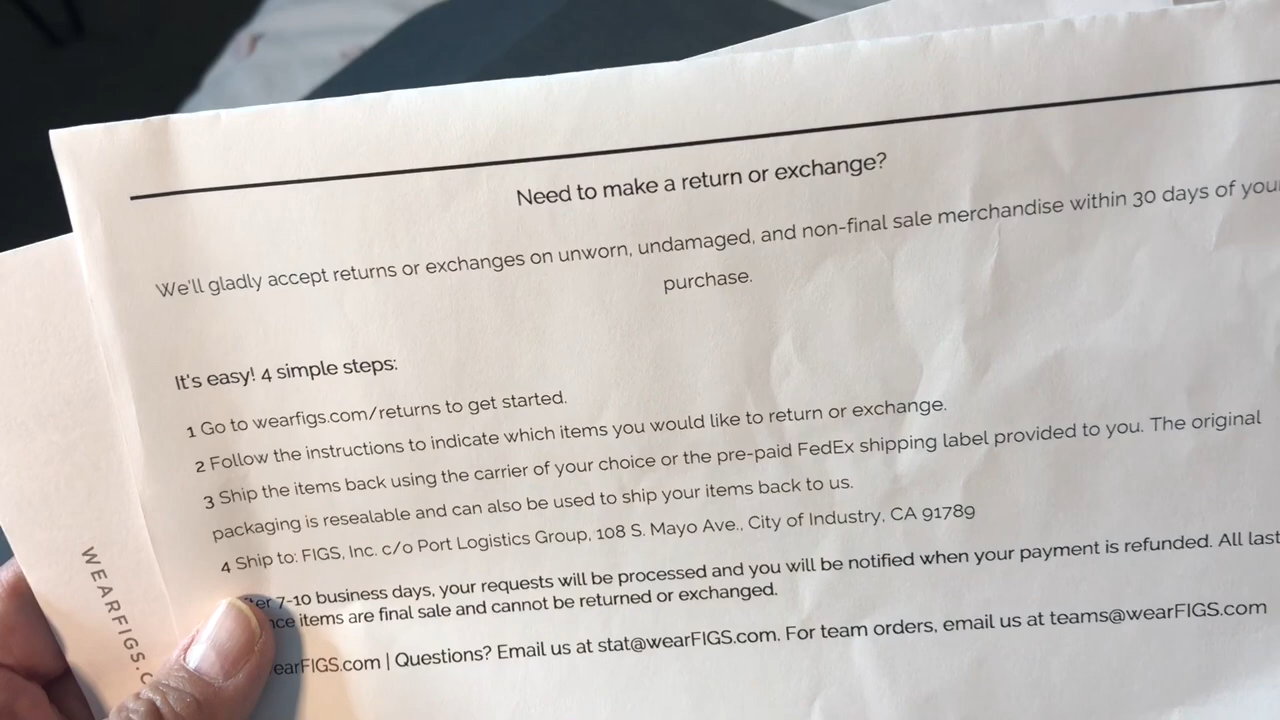 Need to make a return or exchange?
We'll gladly accept returns or exchanges on unworn, undamaged, and non-final sale merchandise within 30 days of
purchase.
It's easy! 4 simple steps:
1 Go to wearfigs.com/returns to get started.
2 Follow the instructions to indicate which items you would like to return or exchange.
3 Ship the items back using the carrier of your choice or the pre-paid FedEx shipping label provided to you. The original
packaging is resealable and can also be used to ship your items back to us.
4 Ship to: FIGS, Inc. c/o Port Logistics Group, 108 S. Mayo Ave., City of Industry, CA 91789
7-10 business days, your requests will be processed and you will be notified when your payment is refunded. All last
items are final sale and cannot be returned or exchanged.
earFIGS.com | Questions? Email us at stat@wearFIGS.com. For team orders, email us at teams@wearFIGS.com
WEARFIGS.C